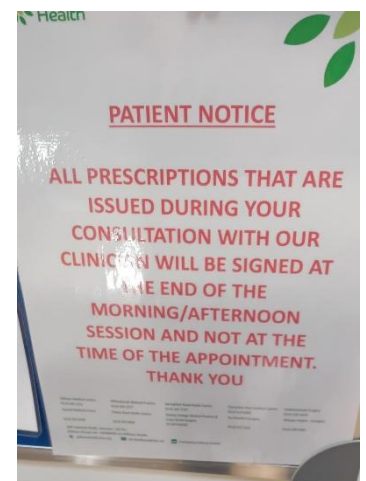 Health
PATIENT NOTICE
ALL PRESCRIPTIONS THAT ARE
ISSUED DURING YOUR
CONSULTATION WITH OUR
CLINICIAN WILL BE SIGNED AT
THE END OF THE
MORNING/AFTERNOON
SESSION AND NOT AT THE
TIME OF THE APPOINTMENT.
THANK YOU